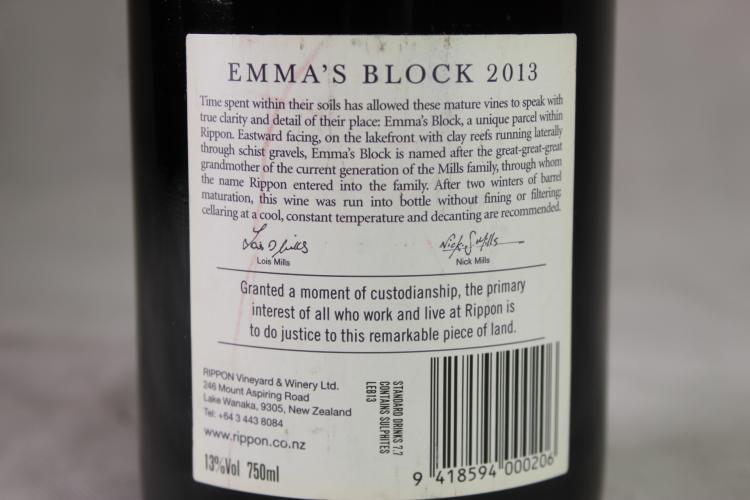 EMMA'S BLOCK 2013
Time spent within their soils has allowed these mature vines to speak with
true clarity and detail of their place: Emma's Block, a unique parcel within
Rippon. Eastward facing, on the lakefront with clay reefs running laterally
through schist gravels, Emma's Block is named after the great-great-great
grandmother of the current generation of the Mills family, through whom
the name Rippon entered into the family. After two winters of barrel
maturation, this wine was run into bottle without fining or filtering;
cellaring at a cool, constant temperature and decanting are recommended.
Lois Mills
Nick Mills
Lois Mills
Nick Mills
Granted a moment of custodianship, the primary
interest of all who work and live at Rippon is
to do justice to this remarkable piece of land.
RIPPON Vineyard & Winery Ltd.
246 Mount Aspiring Road
Lake Wanaka, 9305, New Zealand
Tel: +64 3 443 8084
www.rippon.co.nz
13%Vol 750ml
STANDARD DRINKS 7.7
CONTAINS SULPHITES
LEB13
9 418594 000206